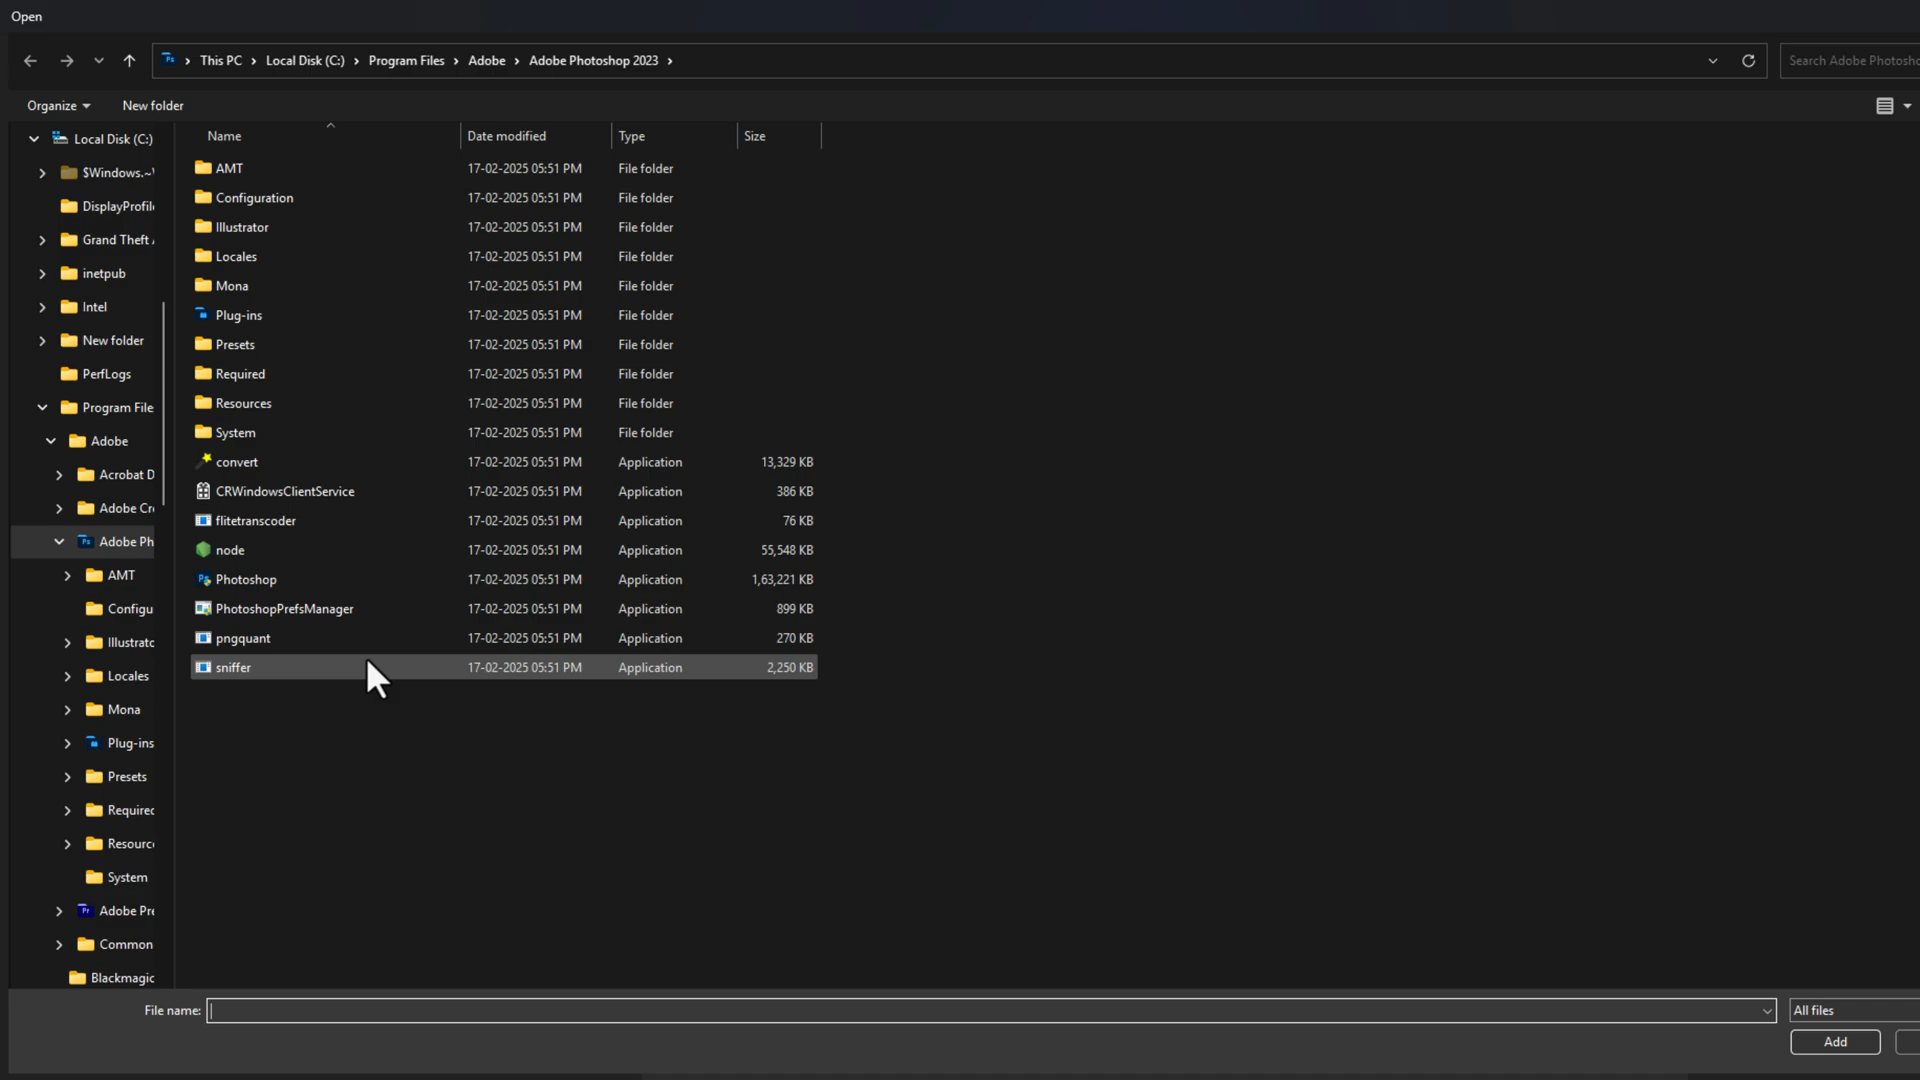 Open
This PC > Local Disk (C:) > Program Files > Adobe > Adobe Photoshop 2023 >
Search Adobe Photosho
Organize
New folder
Name
Date modified
Type
Size
Local Disk (C:)
$Windows.~
DisplayProfile
Grand Theft
inetpub
Intel
New folder
PerfLogs
Program File
Adobe
Acrobat D
Adobe Cr
Adobe Ph
AMT
Configu
Illustrato
Locales
Mona
Plug-ins
Presets
Required
Resourc
System
Adobe Pre
Common
Blackmagic
AMT 17-02-2025 05:51 PM File folder
Configuration 17-02-2025 05:51 PM File folder
Illustrator 17-02-2025 05:51 PM File folder
Locales 17-02-2025 05:51 PM File folder
Mona 17-02-2025 05:51 PM File folder
Plug-ins 17-02-2025 05:51 PM File folder
Presets 17-02-2025 05:51 PM File folder
Required 17-02-2025 05:51 PM File folder
Resources 17-02-2025 05:51 PM File folder
System 17-02-2025 05:51 PM File folder
convert 17-02-2025 05:51 PM Application 13,329 KB
CRWindowsClientService 17-02-2025 05:51 PM Application 386 KB
flitetranscoder 17-02-2025 05:51 PM Application 76 KB
node 17-02-2025 05:51 PM Application 55,548 KB
Photoshop 17-02-2025 05:51 PM Application 1,63,221 KB
PhotoshopPrefsManager 17-02-2025 05:51 PM Application 899 KB
pngquant 17-02-2025 05:51 PM Application 270 KB
sniffer 17-02-2025 05:51 PM Application 2,250 KB
File name:
All files
Add